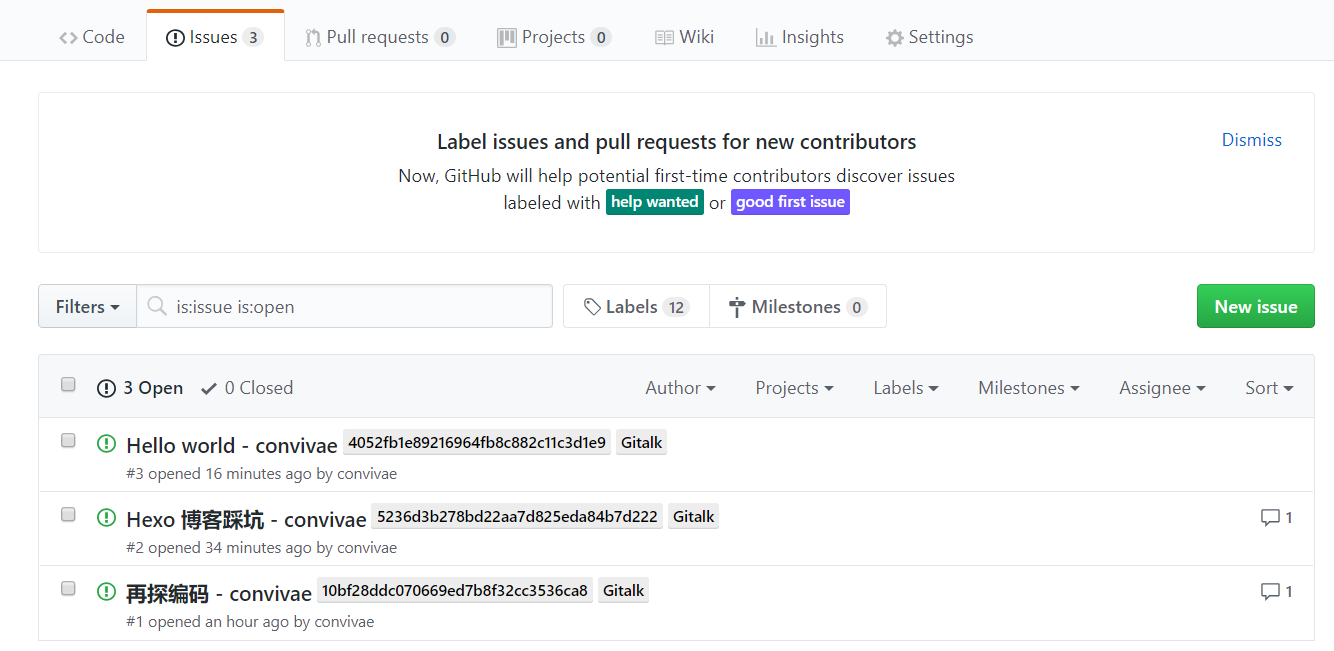 Code Issues 3 Pull requests 0 Projects 0 Wiki Insights Settings
Label issues and pull requests for new contributors
Dismiss
Now, GitHub will help potential first-time contributors discover issues
labeled with help wanted or good first issue
Filters is:issue is:open Labels 12 Milestones 0 New issue
3 Open 0 Closed Author Projects Labels Milestones Assignee Sort
Hello world - convivae 4052fb1e89216964fb8c882c11c3d1e9 Gitalk
#3 opened 16 minutes ago by convivae
Hexo 博客踩坑 - convivae 5236d3b278bd22aa7d825eda84b7d222 Gitalk 1
#2 opened 34 minutes ago by convivae
再探编码 - convivae 10bf28ddc070669ed7b8f32cc3536ca8 Gitalk 1
#1 opened an hour ago by convivae